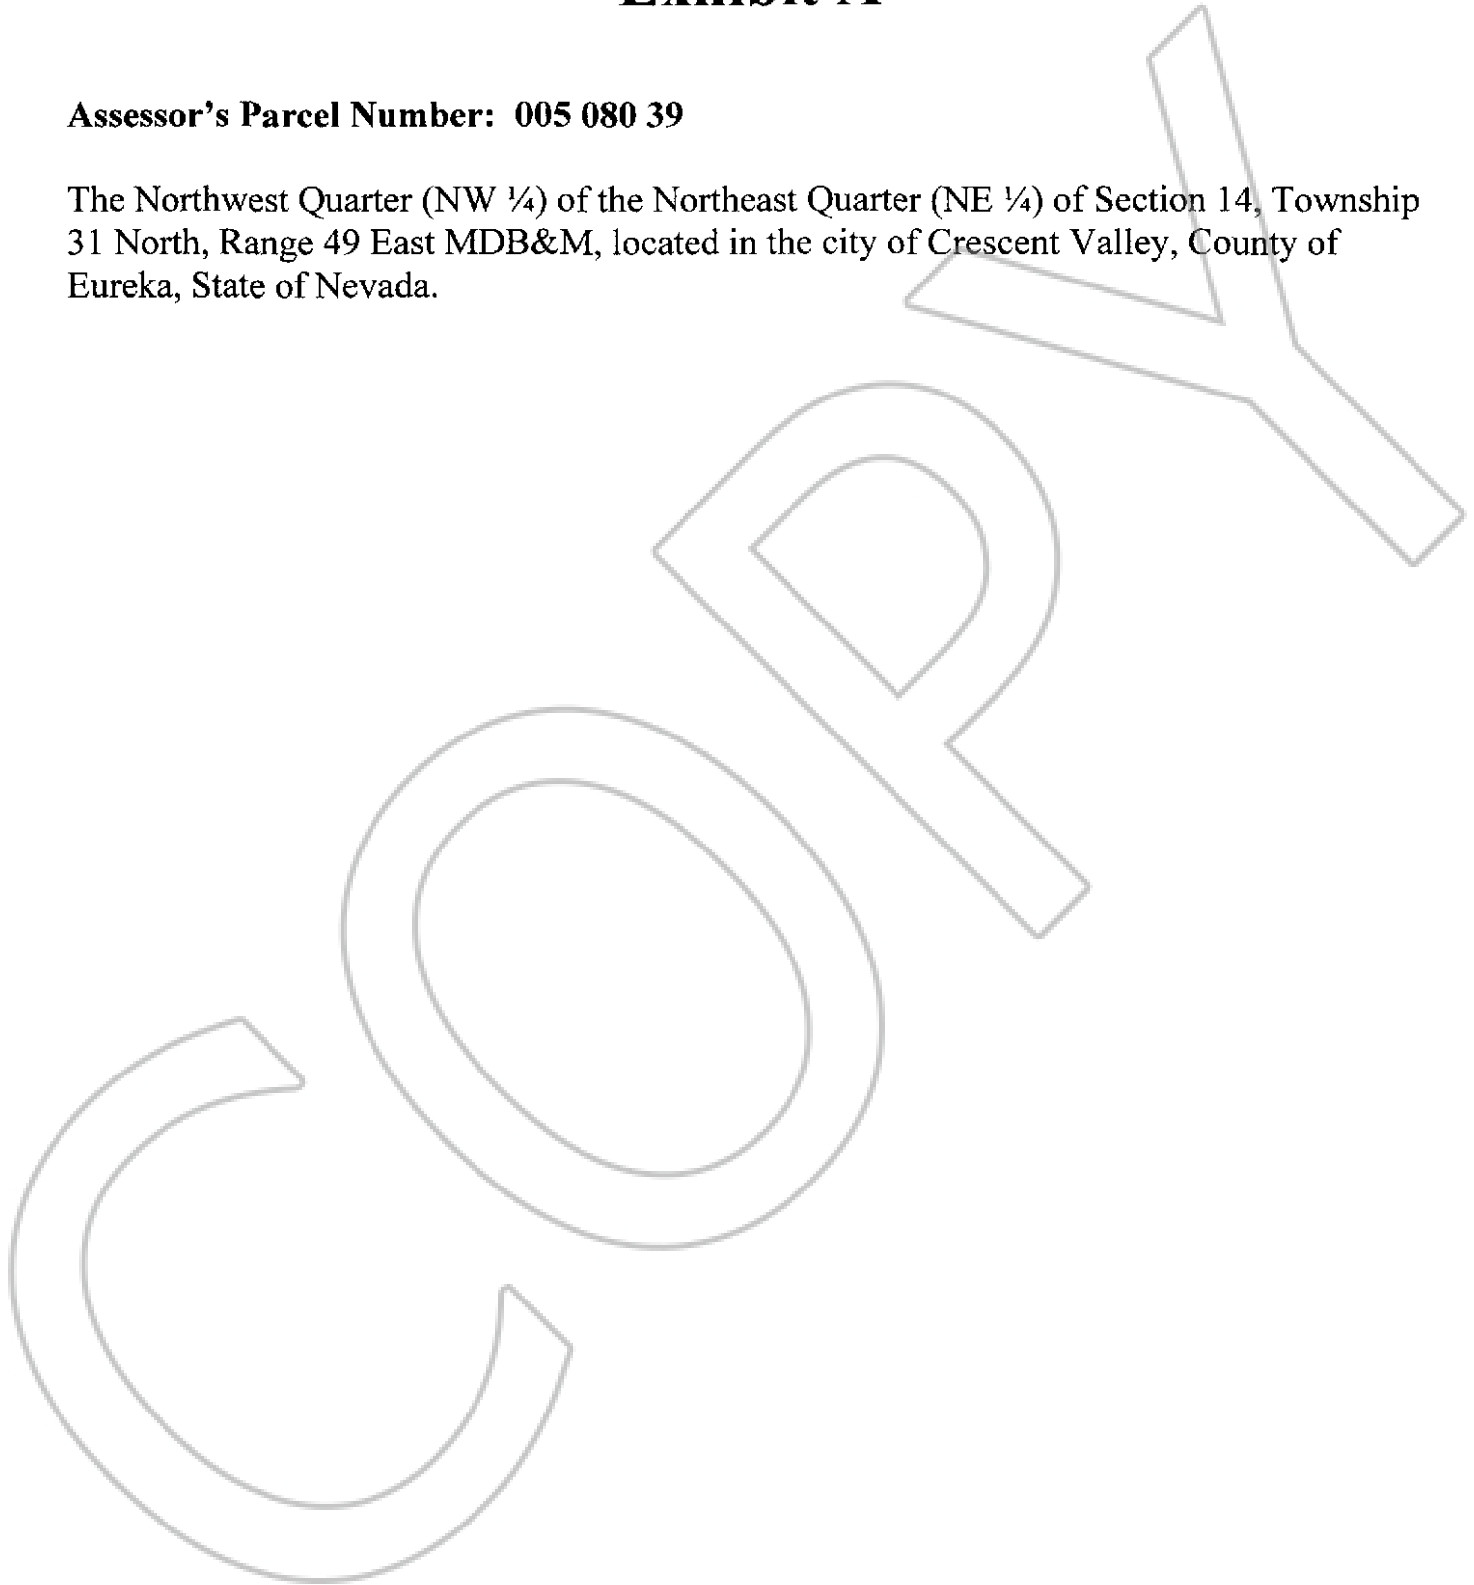 Exhibit A
Assessor's Parcel Number: 005 080 39
The Northwest Quarter (NW ¼) of the Northeast Quarter (NE ¼) of Section 14, Township
31 North, Range 49 East MDB&M, located in the city of Crescent Valley, County of
Eureka, State of Nevada.
COPY